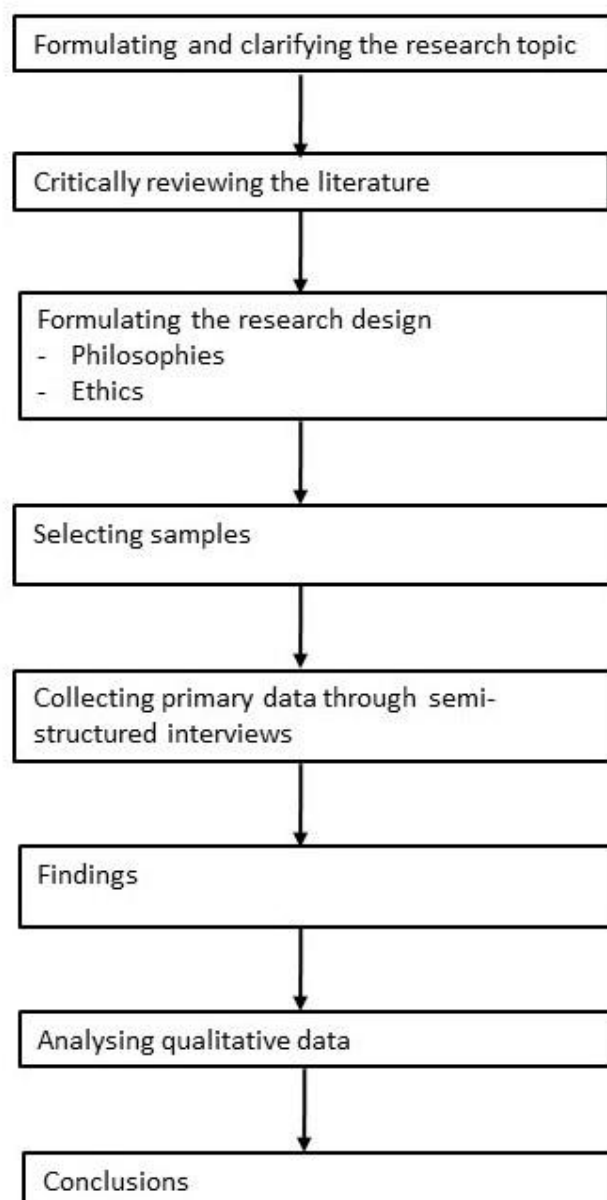 Formulating and clarifying the research topic
Critically reviewing the literature
Formulating the research design
- Philosophies
- Ethics
Selecting samples
Collecting primary data through semi-
structured interviews
Findings
Analysing qualitative data
Conclusions